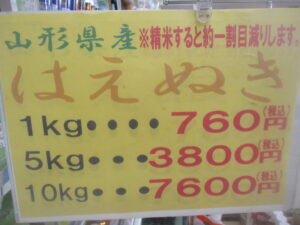 山形県産 ※精米すると約一割目減りします。
はえぬき
1kg・・・・760円(税込)
5kg・・・3800円(税込)
10kg・・・7600円(税込)